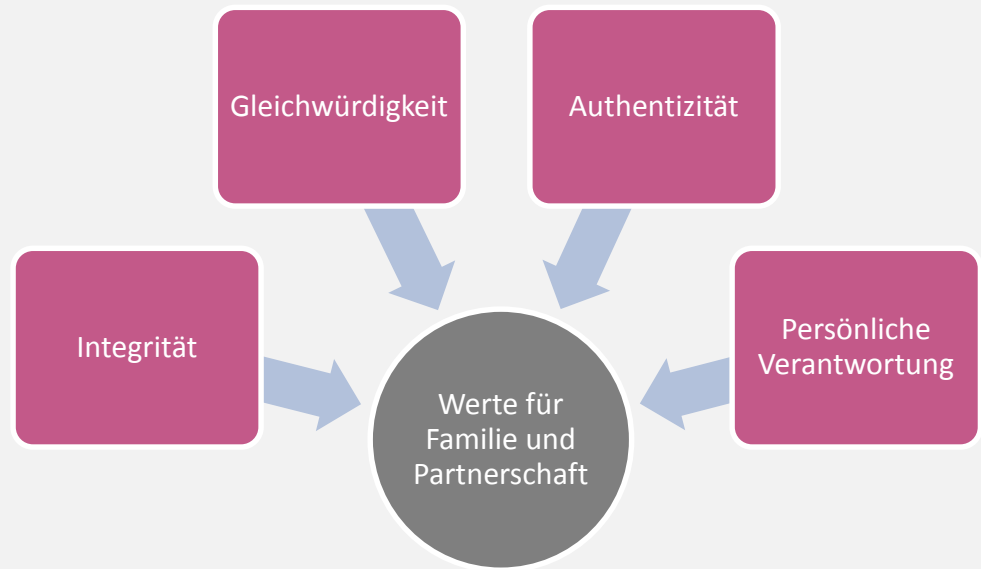 Gleichwürdigkeit
Authentizität
Integrität
Persönliche
Verantwortung
Werte für
Familie und
Partnerschaft